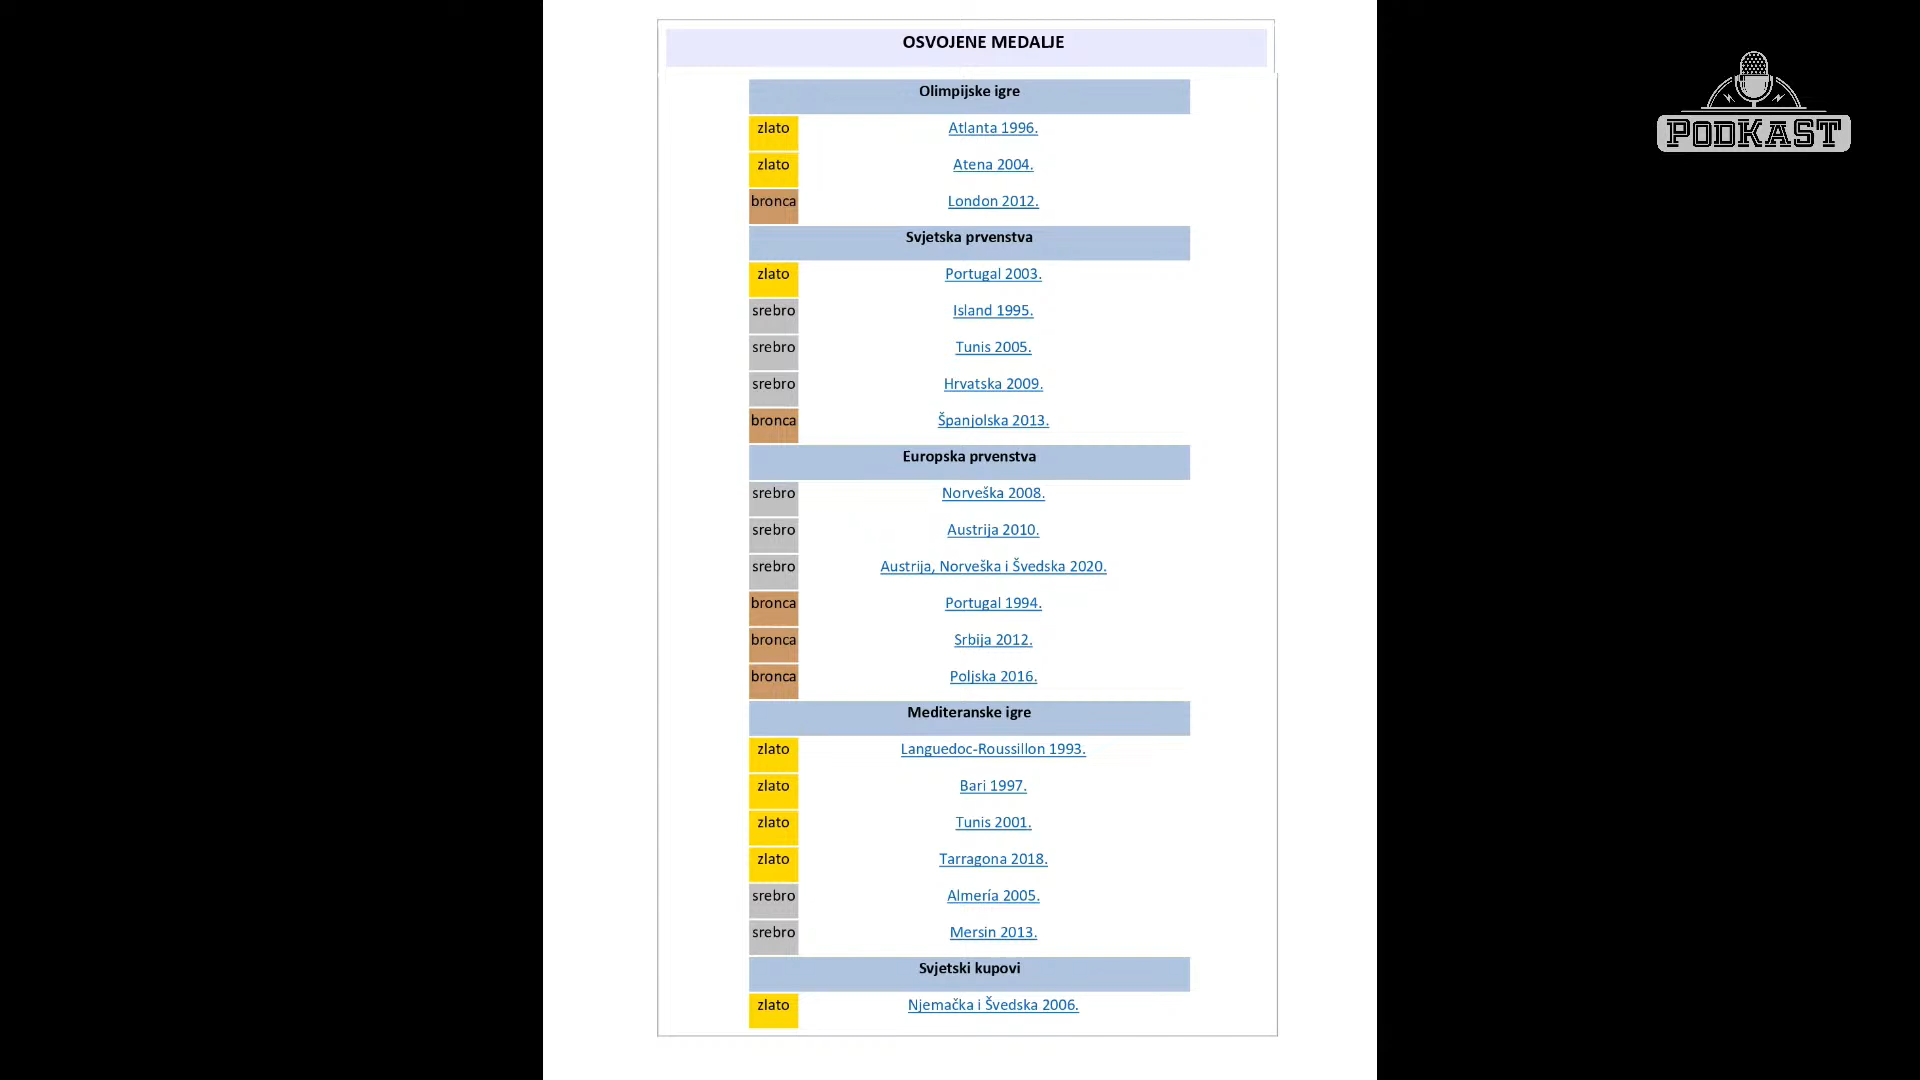 OSVOJENE MEDALJE
Olimpijske igre
zlato Atlanta 1996.
zlato Atena 2004.
bronca London 2012.
Svjetska prvenstva
zlato Portugal 2003.
srebro Island 1995.
srebro Tunis 2005.
srebro Hrvatska 2009.
bronca Španjolska 2013.
Europska prvenstva
srebro Norveška 2008.
srebro Austrija 2010.
srebro Austrija, Norveška i Švedska 2020.
bronca Portugal 1994.
bronca Srbija 2012.
bronca Poljska 2016.
Mediteranske igre
zlato Languedoc-Roussillon 1993.
zlato Bari 1997.
zlato Tunis 2001.
zlato Tarragona 2018.
srebro Almería 2005.
srebro Mersin 2013.
Svjetski kupovi
zlato Njemačka i Švedska 2006.
PODKAST